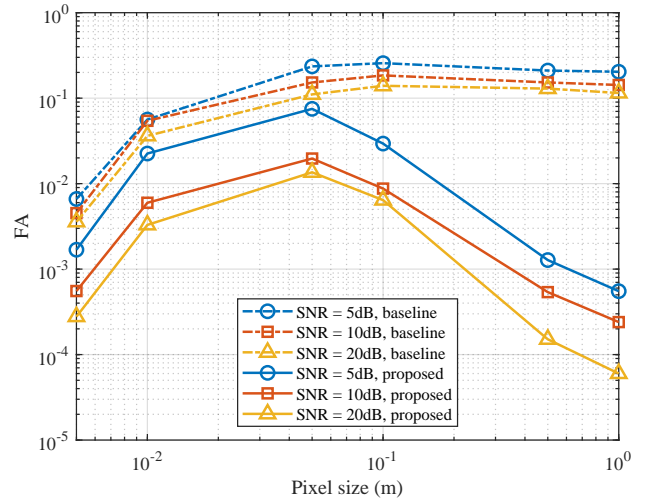 10^0
10^-1
10^-2
10^-3
10^-4
10^-5
FA
SNR = 5dB, baseline
SNR = 10dB, baseline
SNR = 20dB, baseline
SNR = 5dB, proposed
SNR = 10dB, proposed
SNR = 20dB, proposed
10^-2 10^-1 10^0
Pixel size (m)